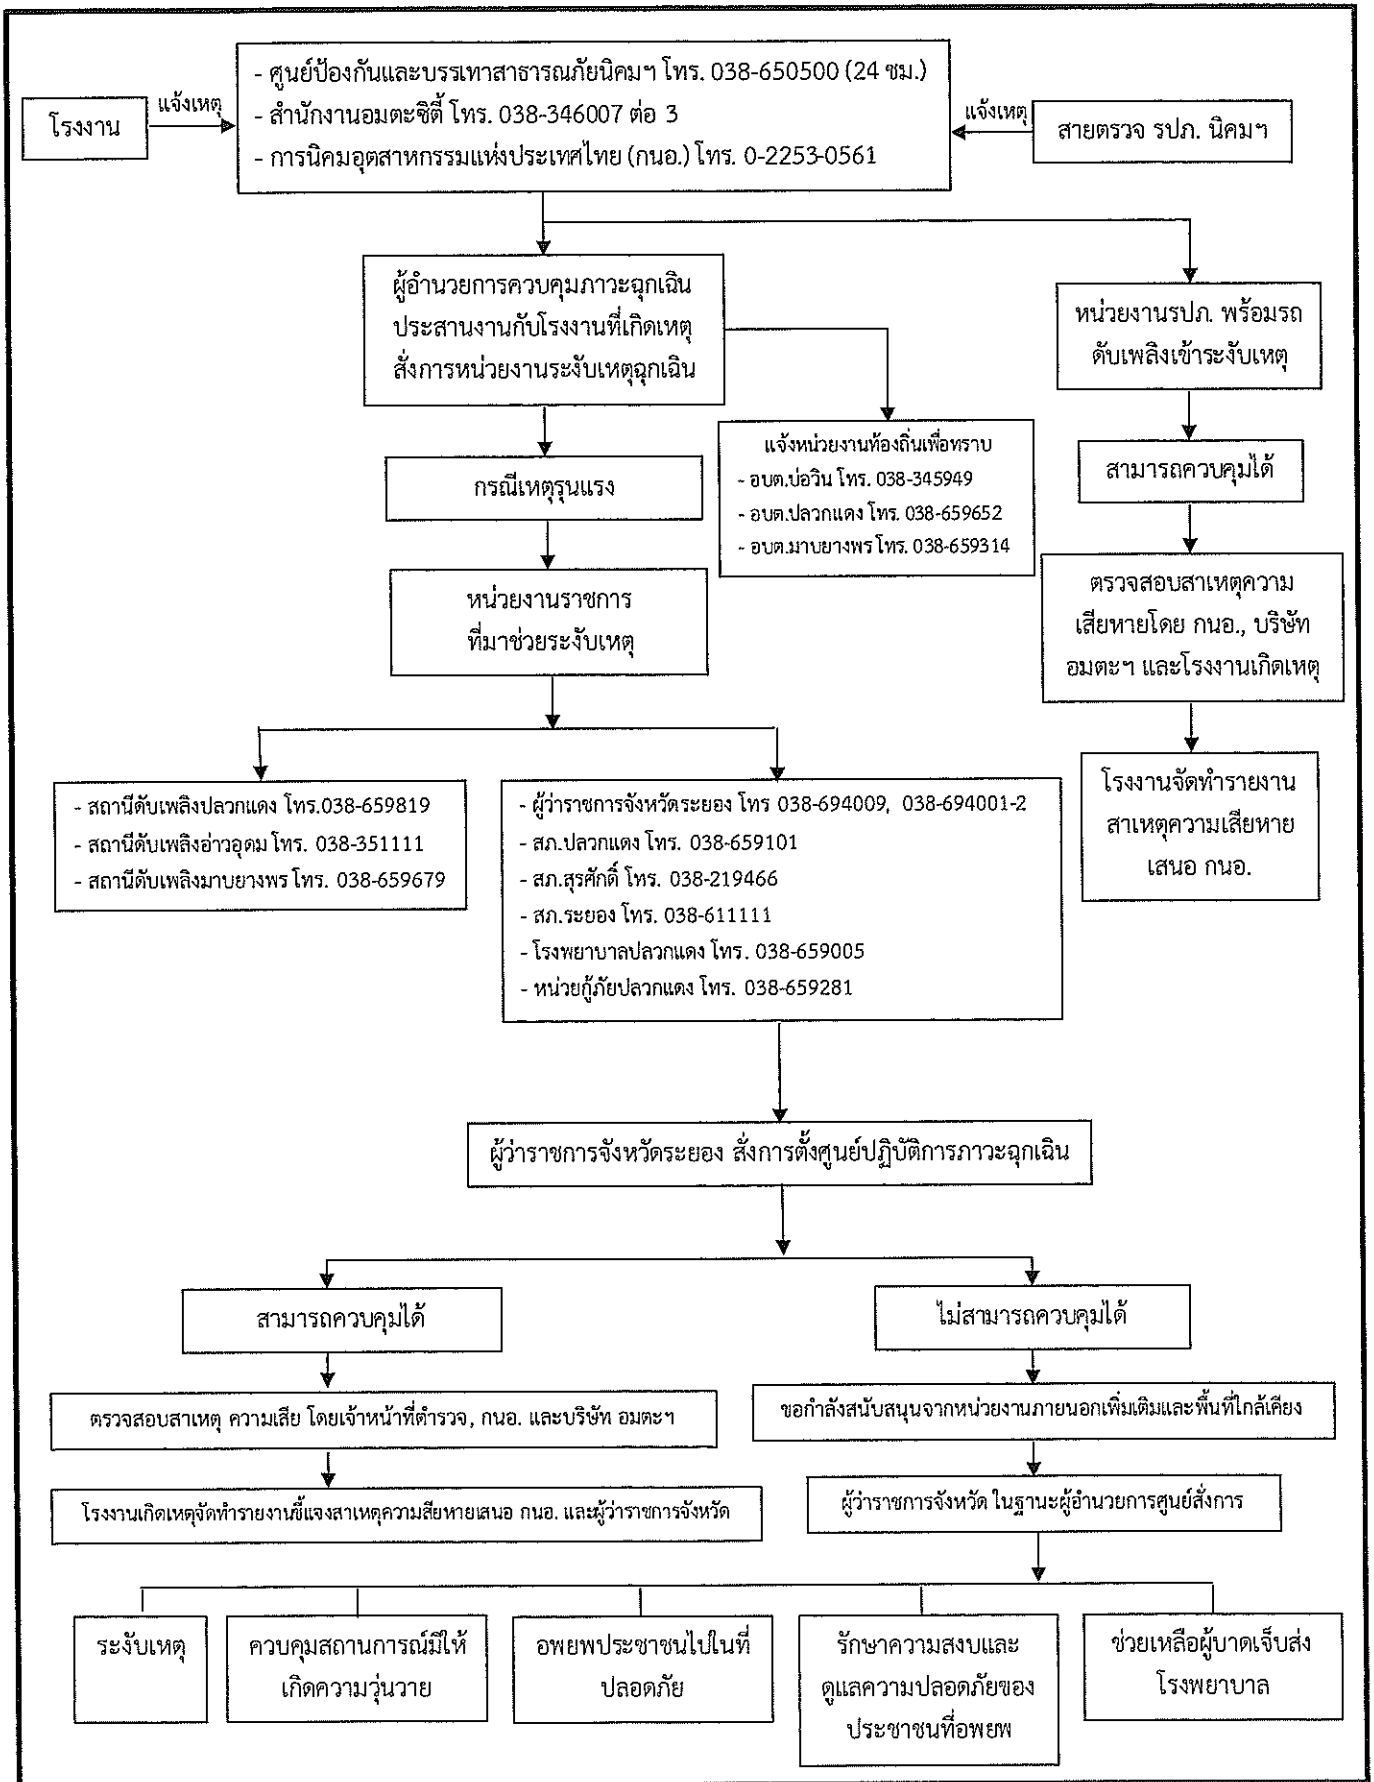 - ศูนย์ป้องกันและบรรเทาสาธารณภัยนิคมฯ โทร. 038-650500 (24 ชม.)
- สำนักงานอมตะซิตี้ โทร. 038-346007 ต่อ 3
- การนิคมอุตสาหกรรมแห่งประเทศไทย (กนอ.) โทร. 0-2253-0561
โรงงาน
แจ้งเหตุ
แจ้งเหตุ
สายตรวจ รปภ. นิคมฯ
ผู้อำนวยการควบคุมภาวะฉุกเฉิน
ประสานงานกับโรงงานที่เกิดเหตุ
สั่งการหน่วยงานระงับเหตุฉุกเฉิน
หน่วยงานรปภ. พร้อมรถ
ดับเพลิงเข้าระงับเหตุ
แจ้งหน่วยงานท้องถิ่นเพื่อทราบ
- อบต.บ่อวิน โทร. 038-345949
- อบต.ปลวกแดง โทร. 038-659652
- อบต.มาบยางพร โทร. 038-659314
กรณีเหตุรุนแรง
สามารถควบคุมได้
หน่วยงานราชการ
ที่มาช่วยระงับเหตุ
ตรวจสอบสาเหตุความ
เสียหายโดย กนอ., บริษัท
อมตะฯ และโรงงานเกิดเหตุ
โรงงานจัดทำรายงาน
สาเหตุความเสียหาย
เสนอ กนอ.
- สถานีดับเพลิงปลวกแดง โทร.038-659819
- สถานีดับเพลิงอ่าวอุดม โทร. 038-351111
- สถานีดับเพลิงมาบยางพร โทร. 038-659679
- ผู้ว่าราชการจังหวัดระยอง โทร 038-694009, 038-694001-2
- สภ.ปลวกแดง โทร. 038-659101
- สภ.สุรศักดิ์ โทร. 038-219466
- สภ.ระยอง โทร. 038-611111
- โรงพยาบาลปลวกแดง โทร. 038-659005
- หน่วยกู้ภัยปลวกแดง โทร. 038-659281
ผู้ว่าราชการจังหวัดระยอง สั่งการตั้งศูนย์ปฏิบัติการภาวะฉุกเฉิน
สามารถควบคุมได้
ไม่สามารถควบคุมได้
ตรวจสอบสาเหตุ ความเสีย โดยเจ้าหน้าที่ตำรวจ, กนอ. และบริษัท อมตะฯ
ขอกำลังสนับสนุนจากหน่วยงานภายนอกเพิ่มเติมและพื้นที่ใกล้เคียง
โรงงานเกิดเหตุจัดทำรายงานชี้แจงสาเหตุความสียหายเสนอ กนอ. และผู้ว่าราชการจังหวัด
ผู้ว่าราชการจังหวัด ในฐานะผู้อำนวยการศูนย์สั่งการ
ระงับเหตุ
ควบคุมสถานการณ์มิให้
เกิดความวุ่นวาย
อพยพประชาชนไปในที่
ปลอดภัย
รักษาความสงบและ
ดูแลความปลอดภัยของ
ประชาชนที่อพยพ
ช่วยเหลือผู้บาดเจ็บส่ง
โรงพยาบาล